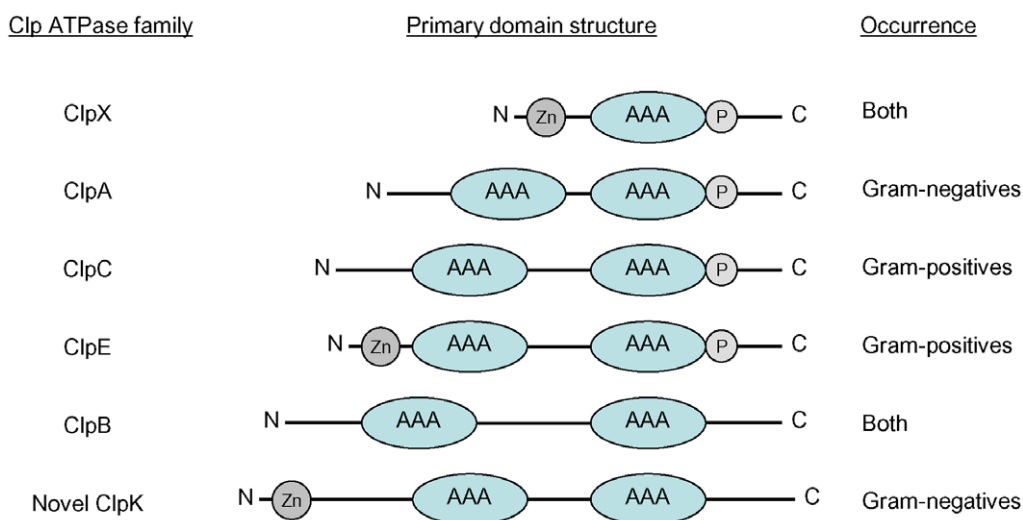 Clp ATPase family Primary domain structure Occurrence
ClpX N Zn AAA P C Both
ClpA N AAA AAA P C Gram-negatives
ClpC N AAA AAA P C Gram-positives
ClpE N Zn AAA AAA P C Gram-positives
ClpB N AAA AAA C Both
Novel ClpK N Zn AAA AAA C Gram-negatives